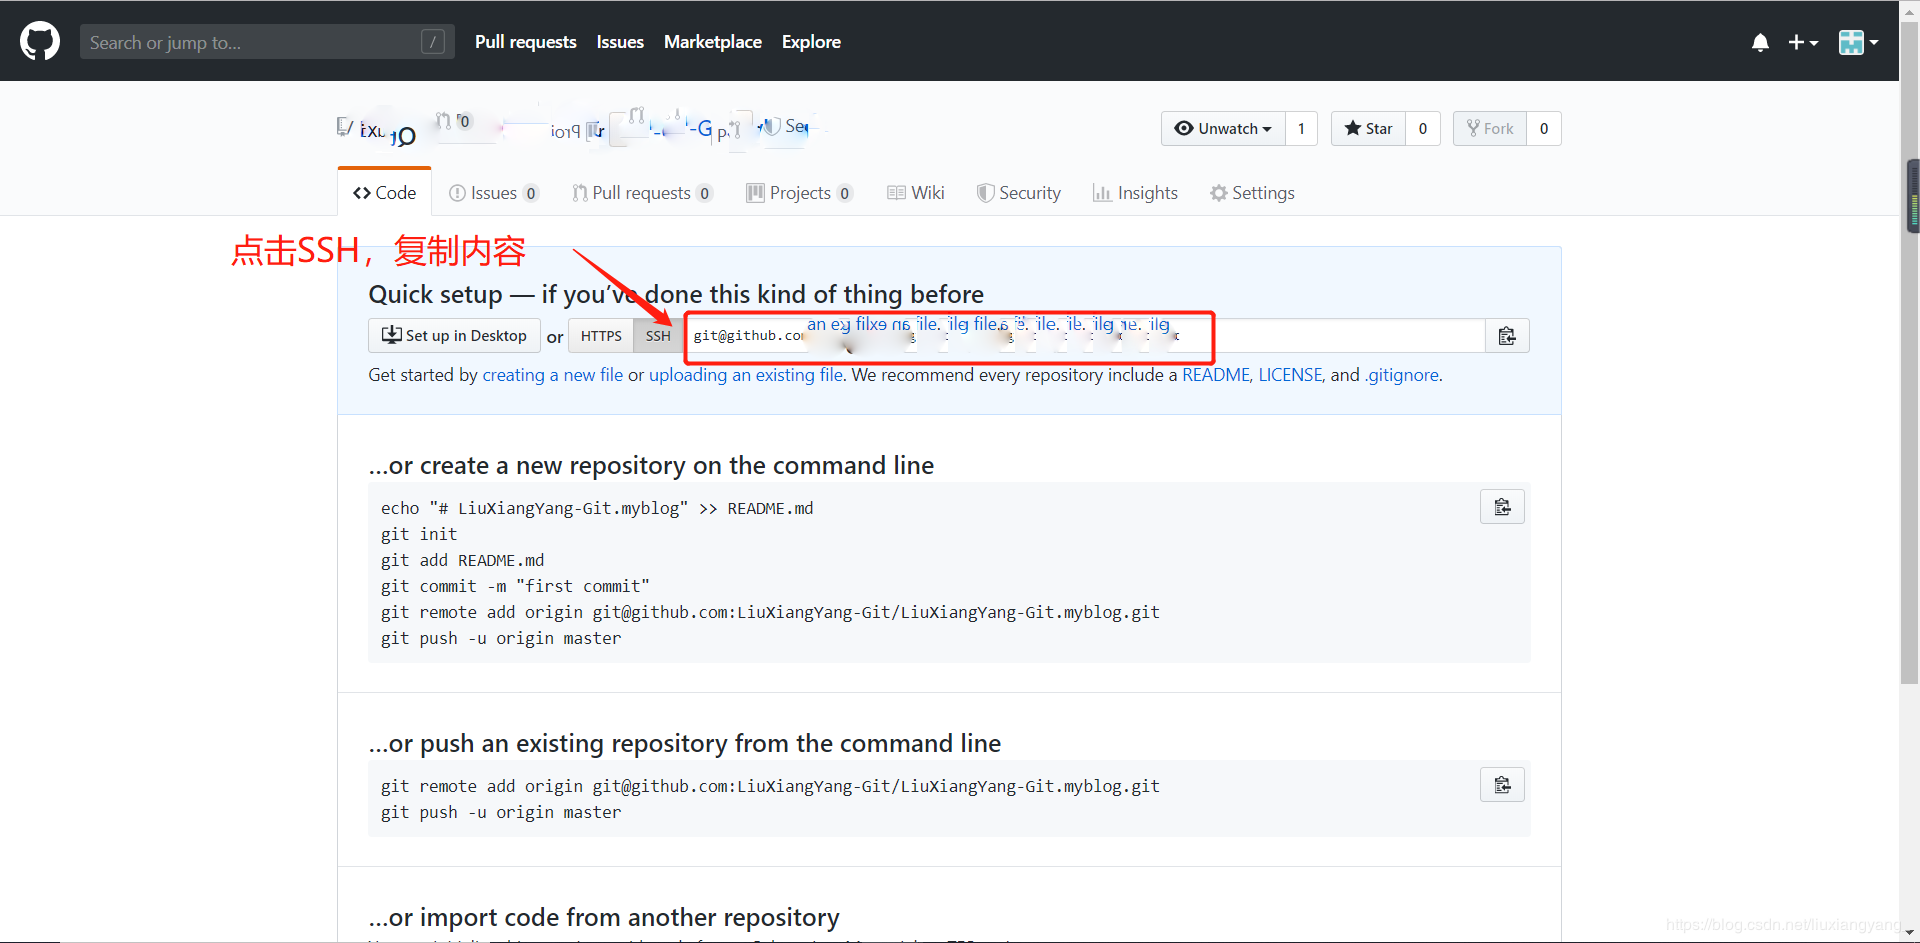 Search or jump to... /
Pull requests Issues Marketplace Explore
Unwatch 1 Star 0 Fork 0
Code Issues 0 Pull requests 0 Projects 0 Wiki Security Insights Settings
点击SSH，复制内容
Quick setup — if you've done this kind of thing before
Set up in Desktop or HTTPS SSH git@github.co
Get started by creating a new file or uploading an existing file. We recommend every repository include a README, LICENSE, and .gitignore.
...or create a new repository on the command line
echo "# LiuXiangYang-Git.myblog" >> README.md
git init
git add README.md
git commit -m "first commit"
git remote add origin git@github.com:LiuXiangYang-Git/LiuXiangYang-Git.myblog.git
git push -u origin master
...or push an existing repository from the command line
git remote add origin git@github.com:LiuXiangYang-Git/LiuXiangYang-Git.myblog.git
git push -u origin master
...or import code from another repository
https://blog.csdn.net/liuxiangyang